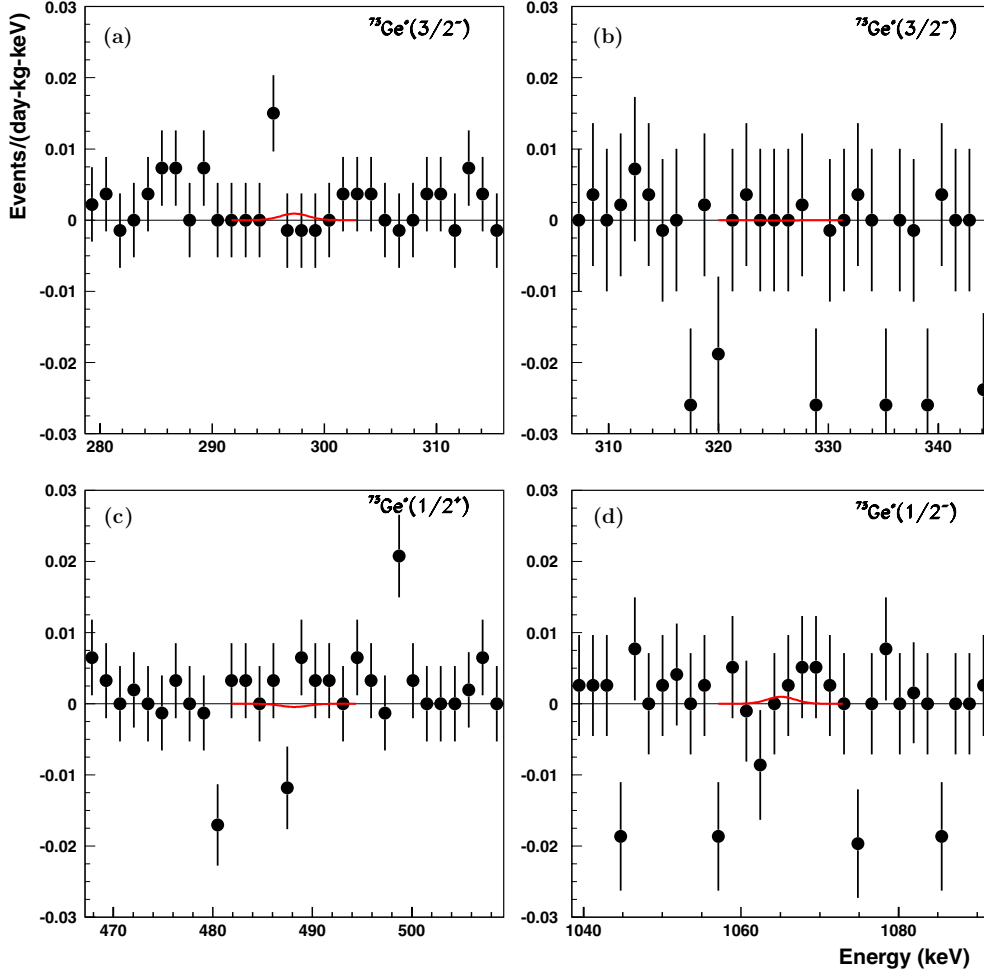 Events/(day-kg-keV)
(a) ⁷³Ge*(3/2⁻)
0.03
0.02
0.01
0
-0.01
-0.02
-0.03
280 290 300 310
(b) ⁷³Ge*(3/2⁻)
0.03
0.02
0.01
0
-0.01
-0.02
-0.03
310 320 330 340
(c) ⁷³Ge*(1/2⁺)
0.03
0.02
0.01
0
-0.01
-0.02
-0.03
470 480 490 500
(d) ⁷³Ge*(1/2⁻)
0.03
0.02
0.01
0
-0.01
-0.02
-0.03
1040 1060 1080
Energy (keV)